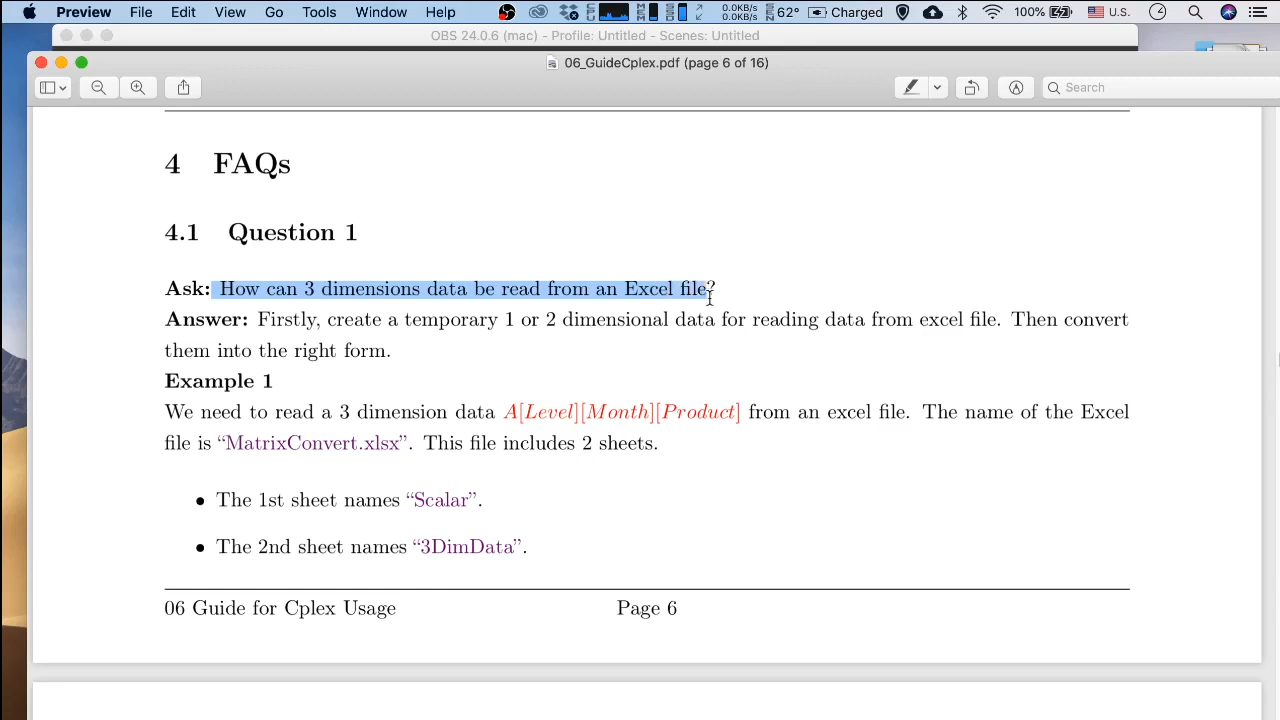 Preview File Edit View Go Tools Window Help 0.0KB/s 0.0KB/s 62° Charged 100% U.S.
OBS 24.0.6 (mac) - Profile: Untitled - Scenes: Untitled
06_GuideCplex.pdf (page 6 of 16)
Search
4 FAQs
4.1 Question 1
Ask: How can 3 dimensions data be read from an Excel file?
Answer: Firstly, create a temporary 1 or 2 dimensional data for reading data from excel file. Then convert
them into the right form.
Example 1
We need to read a 3 dimension data A[Level][Month][Product] from an excel file. The name of the Excel
file is “MatrixConvert.xlsx”. This file includes 2 sheets.
• The 1st sheet names “Scalar”.
• The 2nd sheet names “3DimData”.
06 Guide for Cplex Usage Page 6